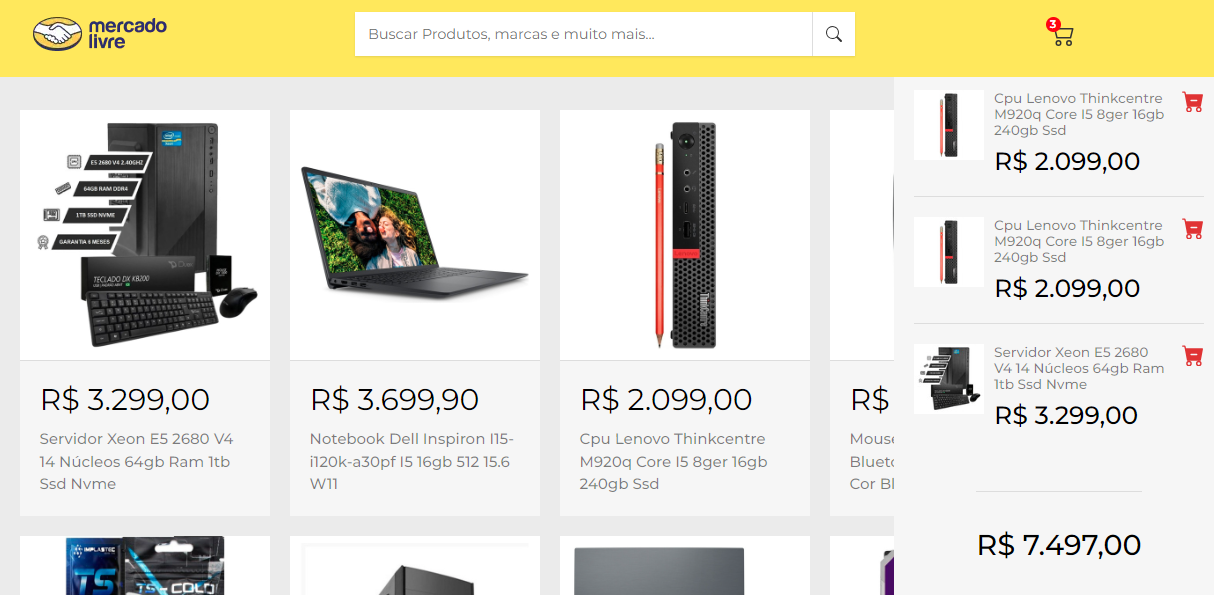 mercado
livre
Buscar Produtos, marcas e muito mais...
3
E5 2680 V4 2.40GHZ
64GB RAM DDR4
1TB SSD NVME
GARANTIA 6 MESES
TECLADO DX KB200
R$ 3.299,00
Servidor Xeon E5 2680 V4
14 Núcleos 64gb Ram 1tb
Ssd Nvme
R$ 3.699,90
Notebook Dell Inspiron I15-
i120k-a30pf I5 16gb 512 15.6
W11
R$ 2.099,00
Cpu Lenovo Thinkcentre
M920q Core I5 8ger 16gb
240gb Ssd
R$
Mouse
Blueto
Cor Bl
IMPLASTEC
TS
TS-COLD
Cpu Lenovo Thinkcentre
M920q Core I5 8ger 16gb
240gb Ssd
R$ 2.099,00
Cpu Lenovo Thinkcentre
M920q Core I5 8ger 16gb
240gb Ssd
R$ 2.099,00
Servidor Xeon E5 2680
V4 14 Núcleos 64gb Ram
1tb Ssd Nvme
R$ 3.299,00
R$ 7.497,00